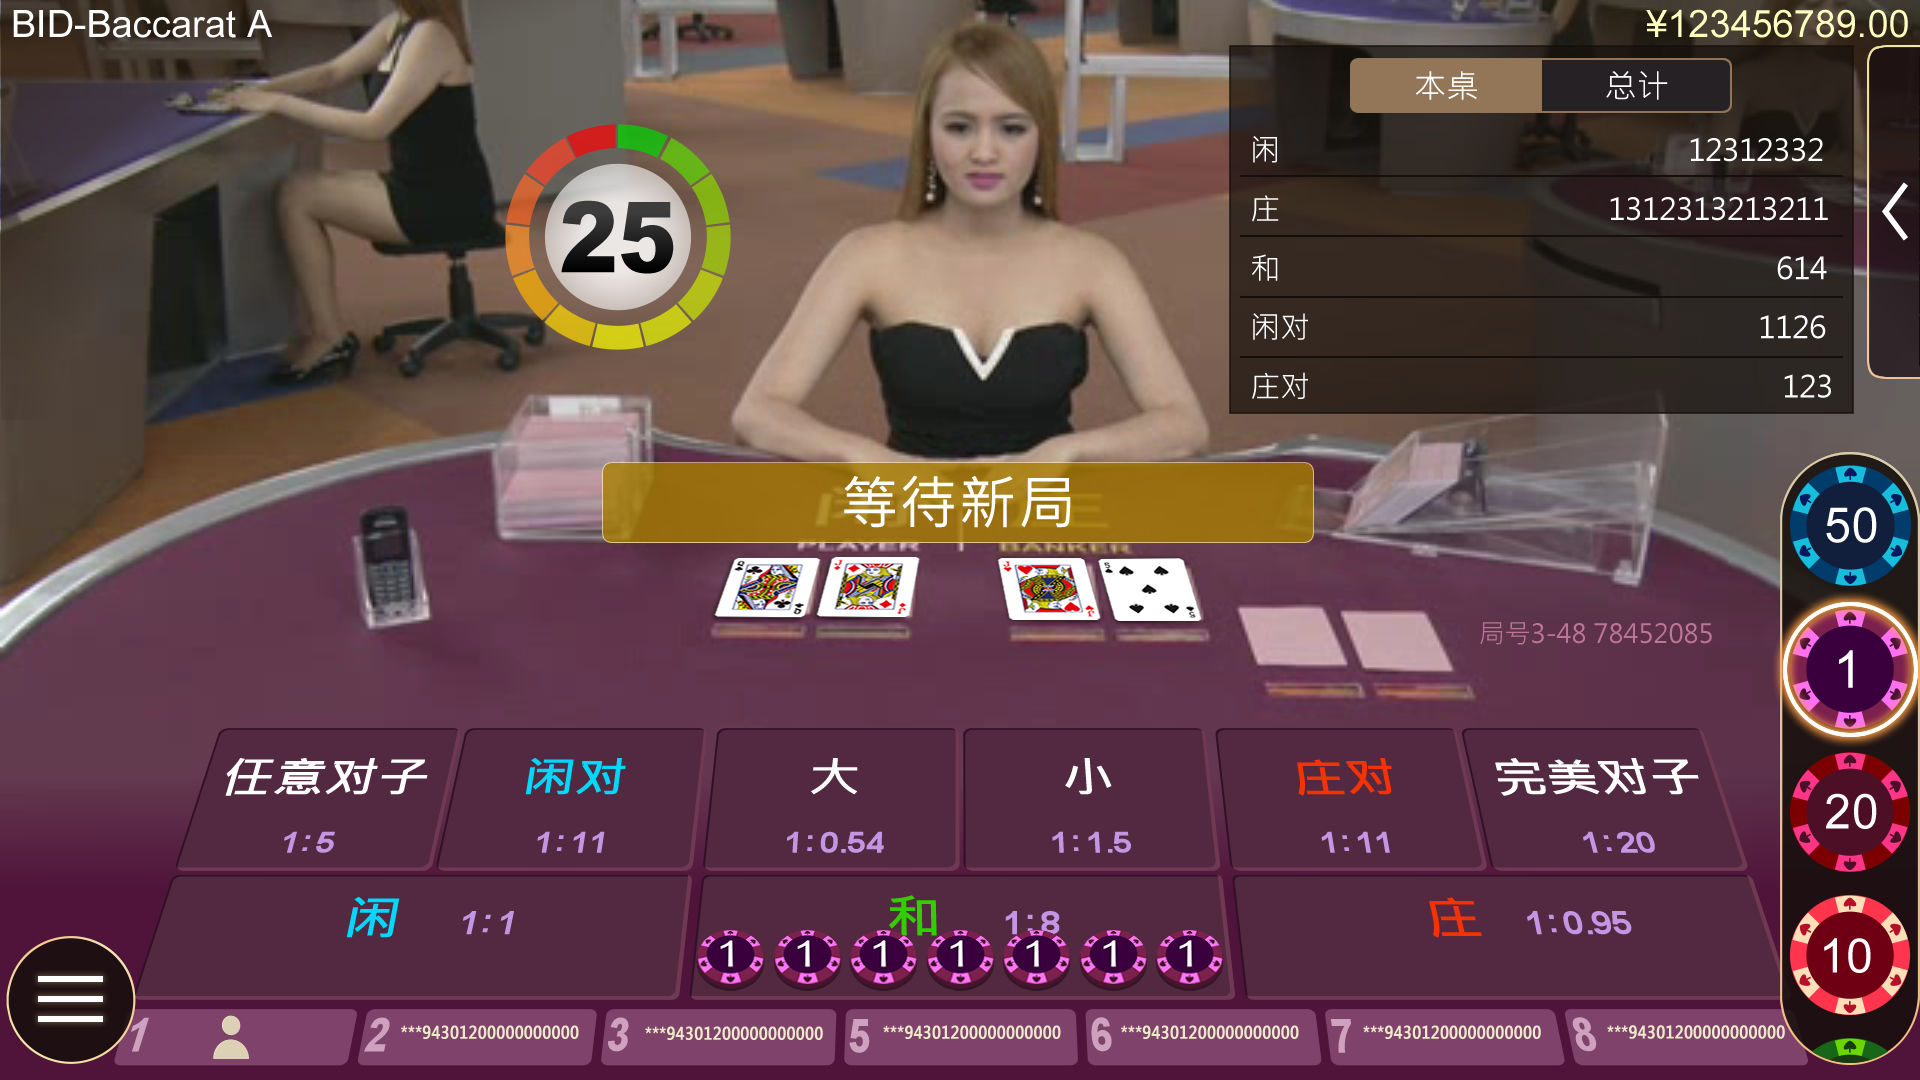 BID-Baccarat A
¥123456789.00
本桌 总计
闲 12312332
庄 1312313213211
和 614
闲对 1126
庄对 123
25
等待新局
PLAYER BANKER
局号3-48 78452085
50
1
20
10
任意对子 闲对 大 小 庄对 完美对子
1:5 1:11 1:0.54 1:1.5 1:11 1:20
闲 1:1 和 1:8 庄 1:0.95
1 1 1 1 1 1 1
1 2 ***94301200000000000 3 ***94301200000000000 5 ***94301200000000000 6 ***94301200000000000 7 ***94301200000000000 8 ***94301200000000000